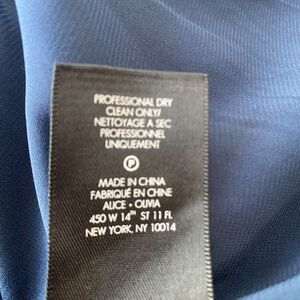 PROFESSIONAL DRY
CLEAN ONLY/
NETTOYAGE A SEC
PROFESSIONNEL
UNIQUEMENT
P
MADE IN CHINA
FABRIQUÉ EN CHINE
ALICE + OLIVIA
450 W 14TH ST 11 FL
NEW YORK, NY 10014